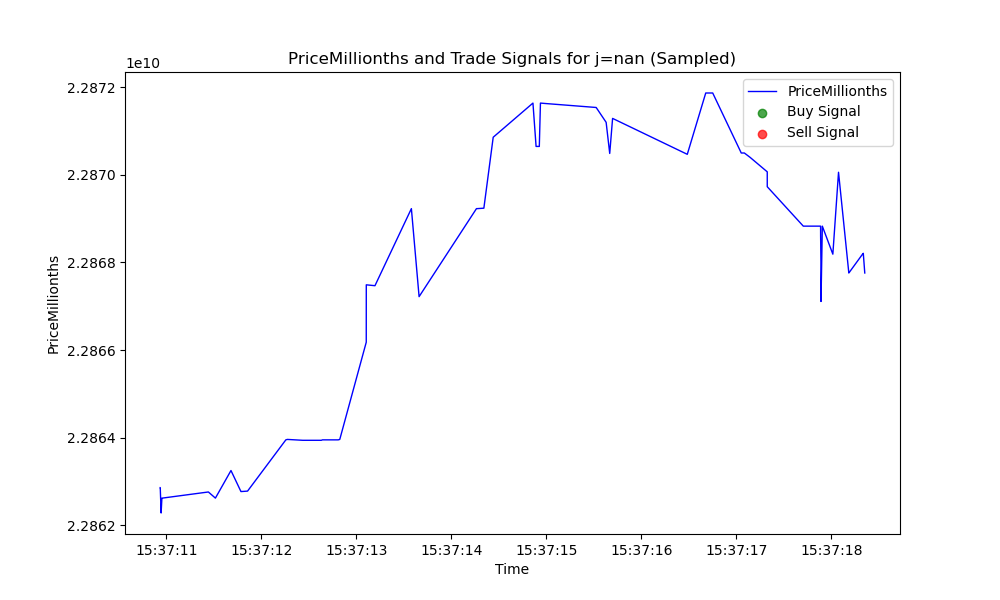 PriceMillionths and Trade Signals for j=nan (Sampled)
1e10
PriceMillionths
Buy Signal
Sell Signal
2.2872
2.2870
2.2868
2.2866
2.2864
2.2862
PriceMillionths
15:37:11 15:37:12 15:37:13 15:37:14 15:37:15 15:37:16 15:37:17 15:37:18
Time